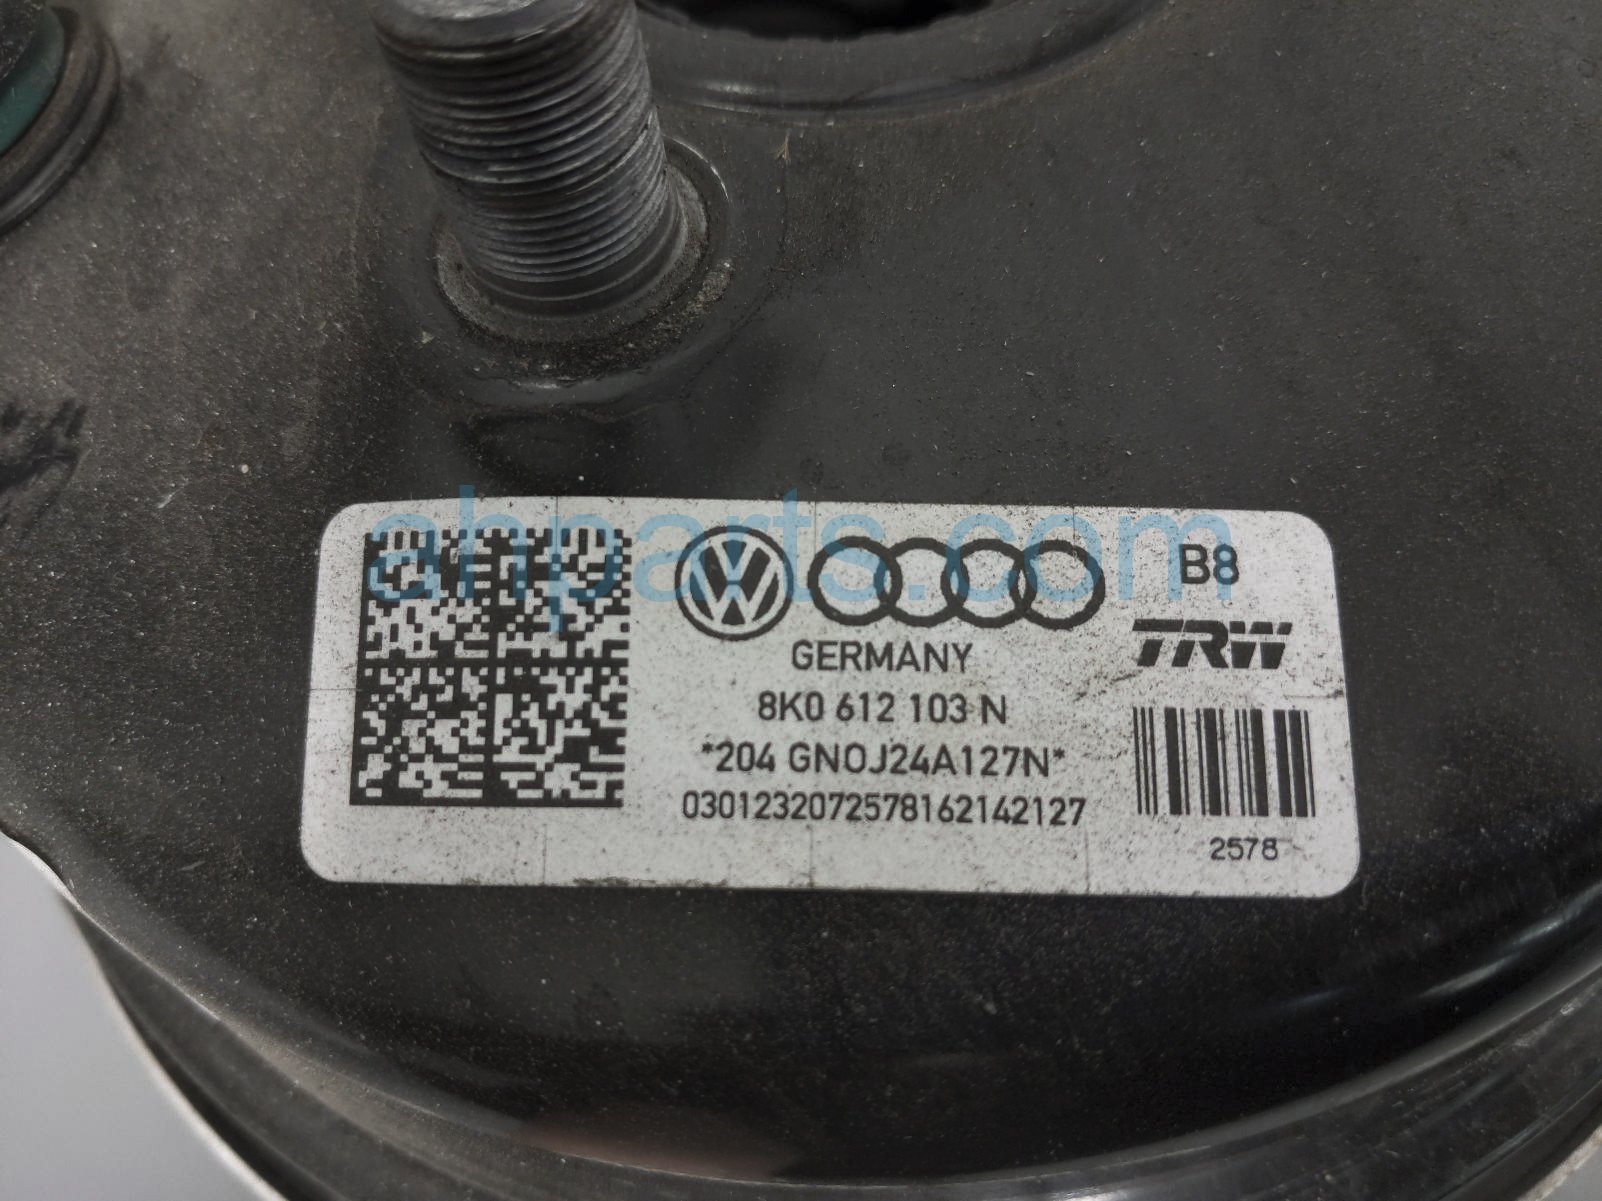 ahparts.com
B8
TRW
GERMANY
8K0 612 103 N
*204 GNOJ24A127N*
0301232072578162142127
2578